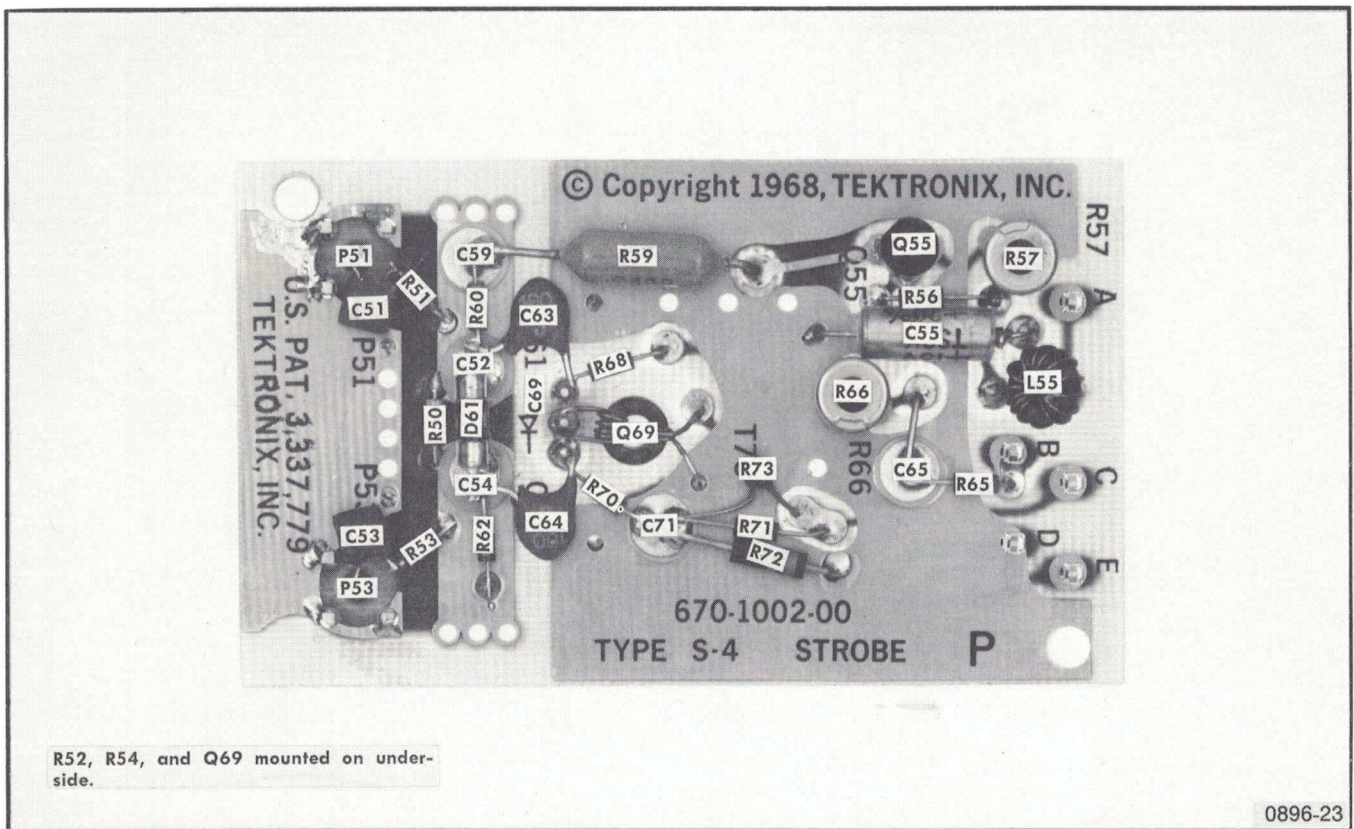 © Copyright 1968, TEKTRONIX, INC.
R57
P51
C59
R59
Q55
R57
R51
Q55
A
C51
R60
C63
R56
C55
U.S. PAT. 3,337,779
TEKTRONIX, INC.
P51
C52
R68
L55
R66
R50
D61
C69
Q69
T7
R66
B
C54
R73
C65
R65
C
R70
C53
R53
R62
C64
C71
R71
D
R72
E
P53
670-1002-00
TYPE S-4 STROBE P
R52, R54, and Q69 mounted on under-
side.
0896-23